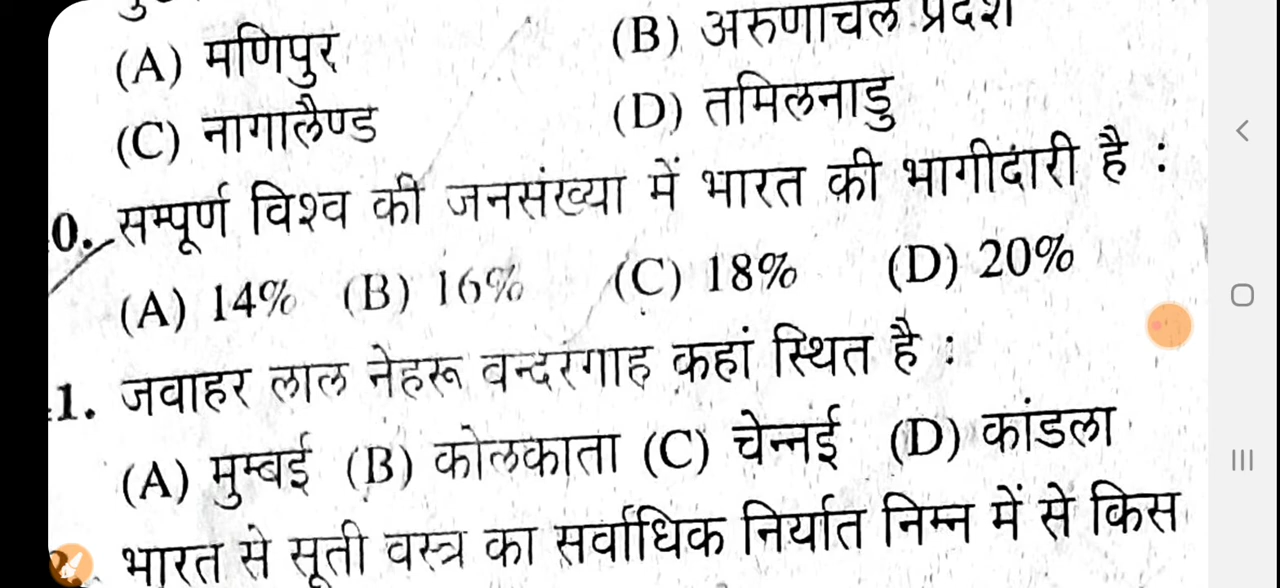 (A) मणिपुर (B) अरुणाचल प्रदेश
(C) नागालैण्ड (D) तमिलनाडु
0. सम्पूर्ण विश्व की जनसंख्या में भारत की भागीदारी है :
(A) 14% (B) 16% (C) 18% (D) 20%
1. जवाहर लाल नेहरू वन्दरगाह कहां स्थित है :
(A) मुम्बई (B) कोलकाता (C) चेन्नई (D) कांडला
भारत से सूती वस्त्र का सर्वाधिक निर्यात निम्न में से किस